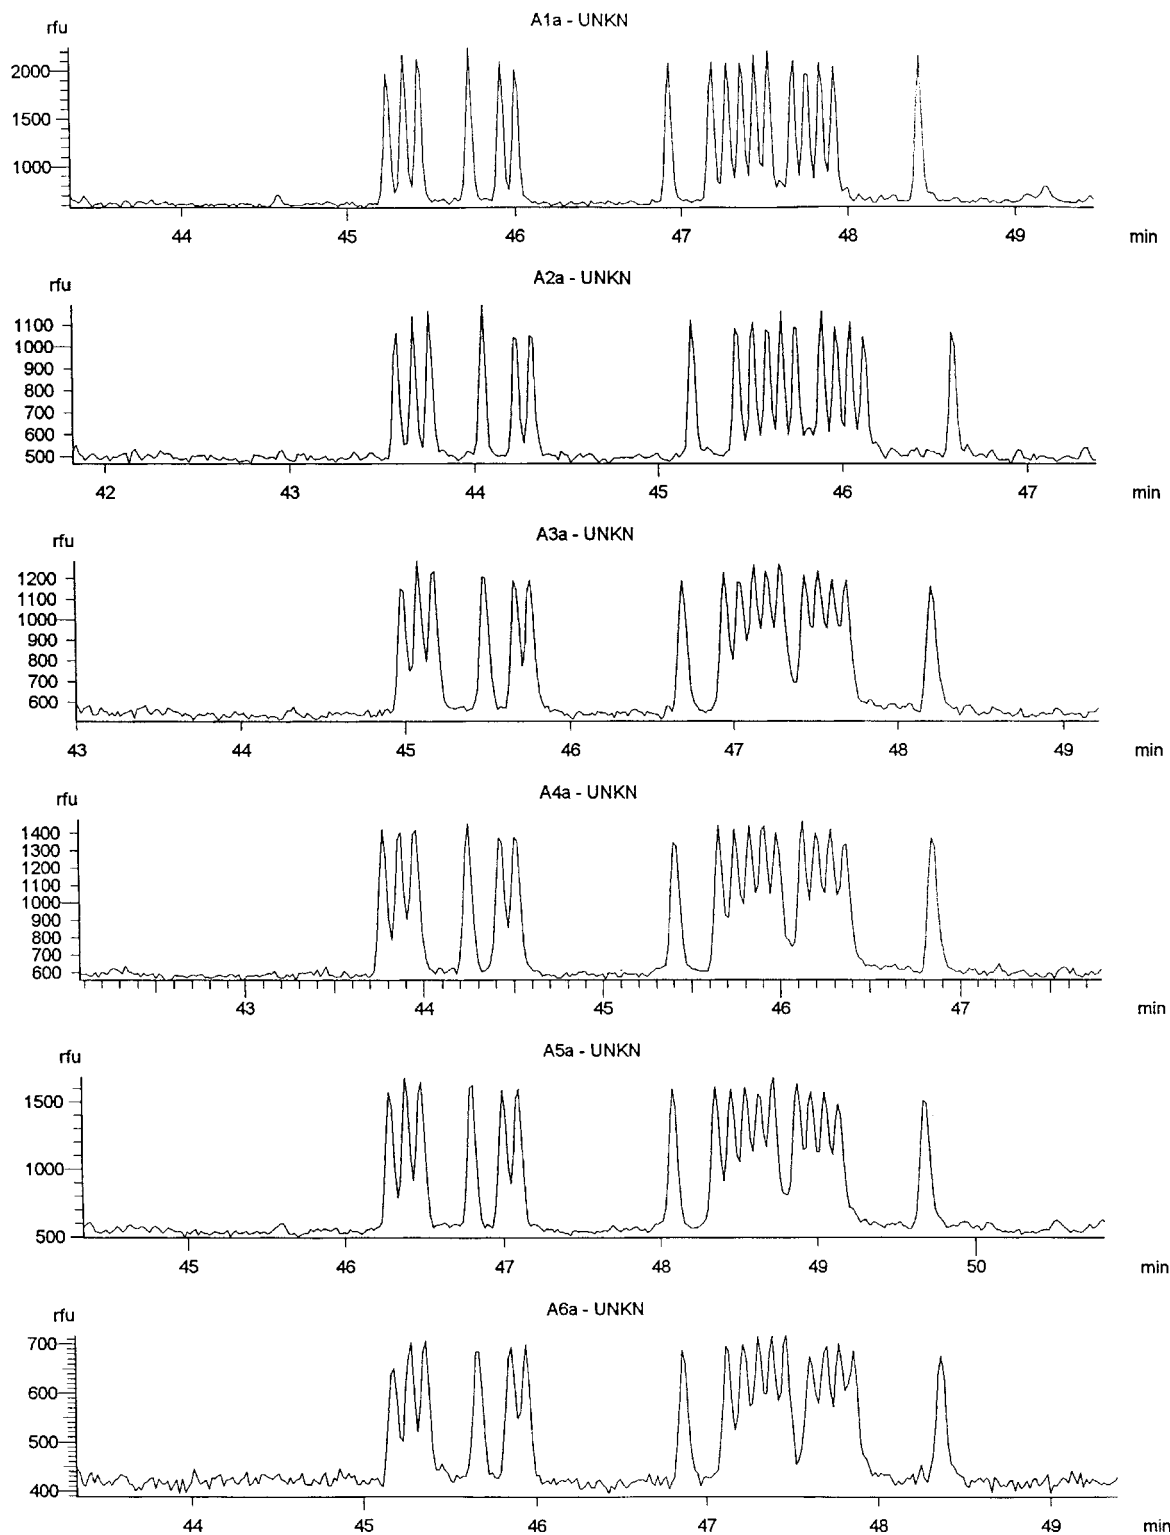 A1a - UNKN
rfu
2000
1500
1000
44 45 46 47 48 49 min
A2a - UNKN
rfu
1100
1000
900
800
700
600
500
42 43 44 45 46 47 min
A3a - UNKN
rfu
1200
1100
1000
900
800
700
600
43 44 45 46 47 48 49 min
A4a - UNKN
rfu
1400
1300
1200
1100
1000
900
800
700
600
43 44 45 46 47 min
A5a - UNKN
rfu
1500
1000
500
45 46 47 48 49 50 min
A6a - UNKN
rfu
700
600
500
400
44 45 46 47 48 49 min